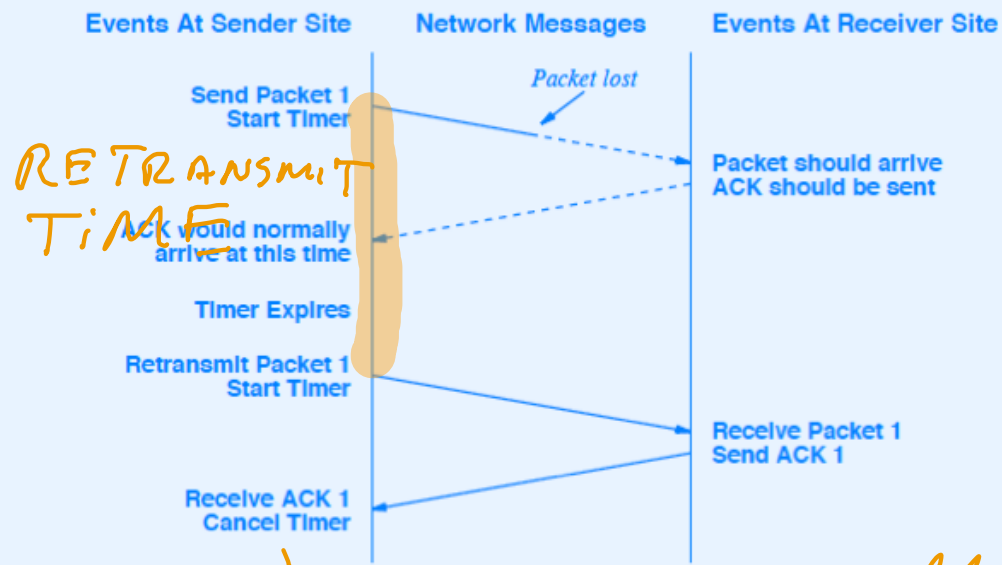 Events At Sender Site
Network Messages
Events At Receiver Site
Packet lost
Send Packet 1
Start Timer
RETRANSMIT
TiME
Packet should arrive
ACK should be sent
ACK would normally
arrive at this time
Timer Expires
Retransmit Packet 1
Start Timer
Receive Packet 1
Send ACK 1
Receive ACK 1
Cancel Timer